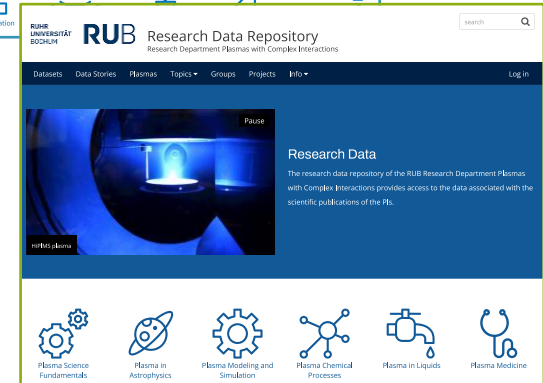 ation
RUHR
UNIVERSITÄT
BOCHUM
RUB
Research Data Repository
Research Department Plasmas with Complex Interactions
search
Datasets Data Stories Plasmas Topics Groups Projects Info Log in
Pause
HiPIMS plasma
Research Data
The research data repository of the RUB Research Department Plasmas
with Complex Interactions provides access to the data associated with the
scientific publications of the PIs.
Plasma Science
Fundamentals
Plasma in
Astrophysics
Plasma Modeling and
Simulation
Plasma Chemical
Processes
Plasma in Liquids
Plasma Medicine